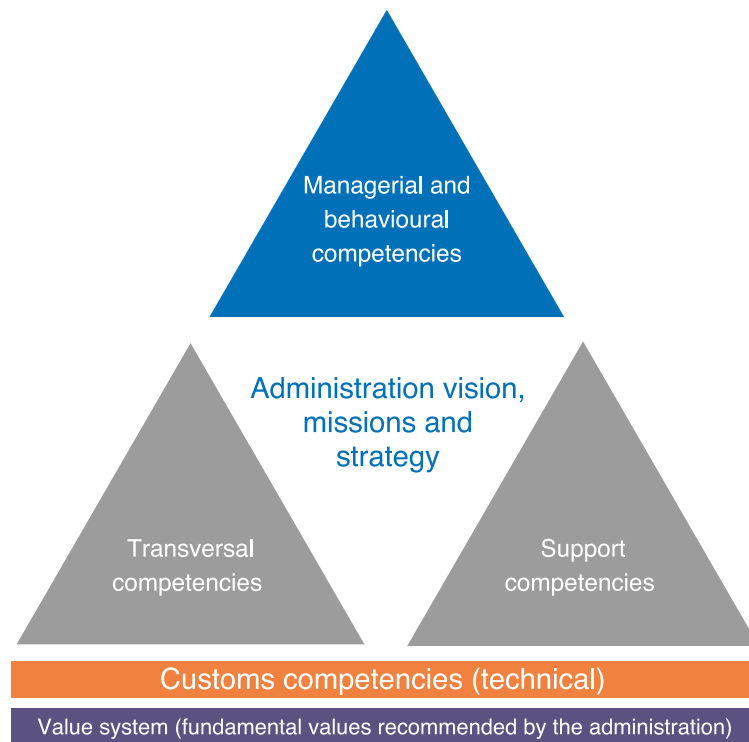 Managerial and
behavioural
competencies
Administration vision,
missions and
strategy
Transversal
competencies
Support
competencies
Customs competencies (technical)
Value system (fundamental values recommended by the administration)